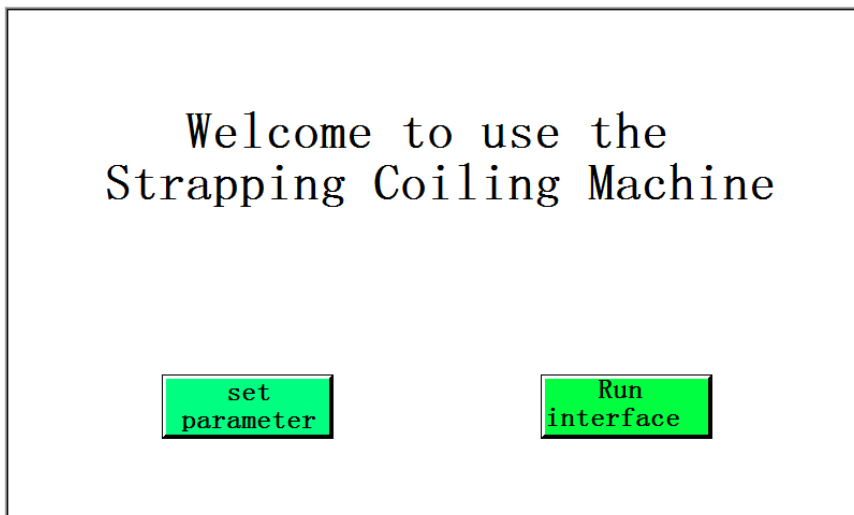 Welcome to use the
Strapping Coiling Machine
set
parameter
Run
interface